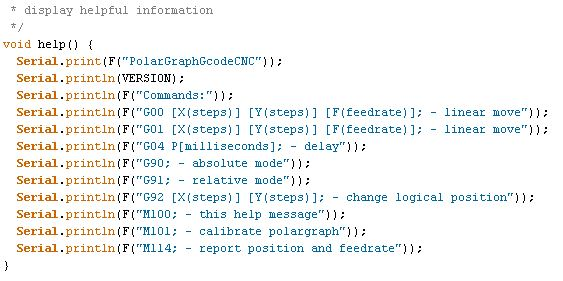 * display helpful information
*/
void help() {
Serial.print(F("PolarGraphGcodeCNC"));
Serial.println(VERSION);
Serial.println(F("Commands:"));
Serial.println(F("G00 [X(steps)] [Y(steps)] [F(feedrate)]; - linear move"));
Serial.println(F("G01 [X(steps)] [Y(steps)] [F(feedrate)]; - linear move"));
Serial.println(F("G04 P[milliseconds]; - delay"));
Serial.println(F("G90; - absolute mode"));
Serial.println(F("G91; - relative mode"));
Serial.println(F("G92 [X(steps)] [Y(steps)]; - change logical position"));
Serial.println(F("M100; - this help message"));
Serial.println(F("M101; - calibrate polargraph"));
Serial.println(F("M114; - report position and feedrate"));
}